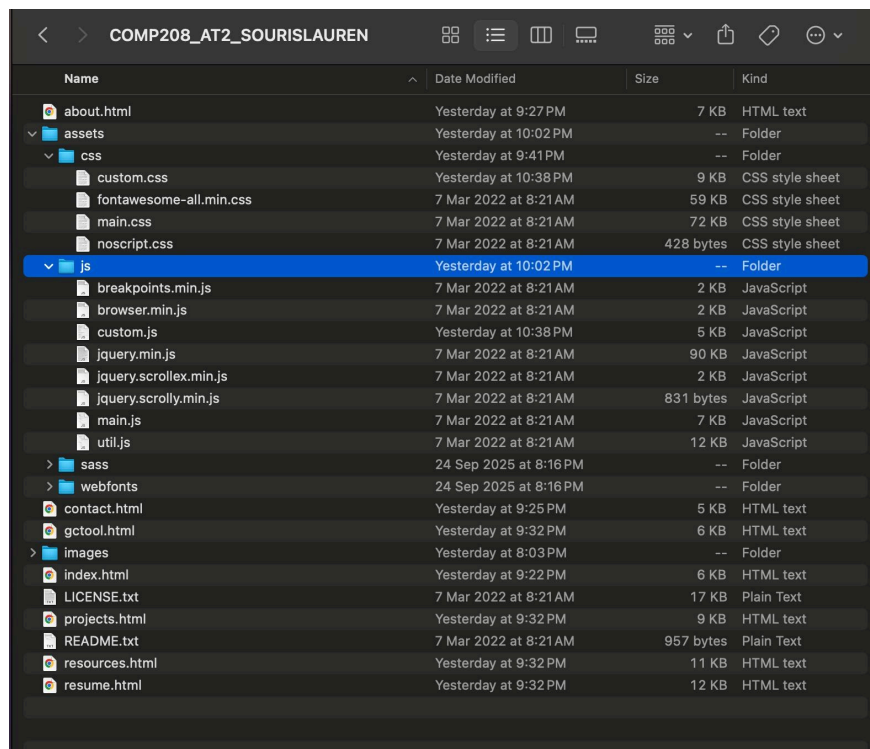 COMP208_AT2_SOURISLAUREN
Name Date Modified Size Kind
about.html Yesterday at 9:27 PM 7 KB HTML text
assets Yesterday at 10:02 PM -- Folder
css Yesterday at 9:41 PM -- Folder
custom.css Yesterday at 10:38 PM 9 KB CSS style sheet
fontawesome-all.min.css 7 Mar 2022 at 8:21 AM 59 KB CSS style sheet
main.css 7 Mar 2022 at 8:21 AM 72 KB CSS style sheet
noscript.css 7 Mar 2022 at 8:21 AM 428 bytes CSS style sheet
js Yesterday at 10:02 PM -- Folder
breakpoints.min.js 7 Mar 2022 at 8:21 AM 2 KB JavaScript
browser.min.js 7 Mar 2022 at 8:21 AM 2 KB JavaScript
custom.js Yesterday at 10:38 PM 5 KB JavaScript
jquery.min.js 7 Mar 2022 at 8:21 AM 90 KB JavaScript
jquery.scrollex.min.js 7 Mar 2022 at 8:21 AM 2 KB JavaScript
jquery.scrolly.min.js 7 Mar 2022 at 8:21 AM 831 bytes JavaScript
main.js 7 Mar 2022 at 8:21 AM 7 KB JavaScript
util.js 7 Mar 2022 at 8:21 AM 12 KB JavaScript
sass 24 Sep 2025 at 8:16 PM -- Folder
webfonts 24 Sep 2025 at 8:16 PM -- Folder
contact.html Yesterday at 9:25 PM 5 KB HTML text
gctool.html Yesterday at 9:32 PM 6 KB HTML text
images Yesterday at 8:03 PM -- Folder
index.html Yesterday at 9:22 PM 6 KB HTML text
LICENSE.txt 7 Mar 2022 at 8:21 AM 17 KB Plain Text
projects.html Yesterday at 9:32 PM 9 KB HTML text
README.txt 7 Mar 2022 at 8:21 AM 957 bytes Plain Text
resources.html Yesterday at 9:32 PM 11 KB HTML text
resume.html Yesterday at 9:32 PM 12 KB HTML text